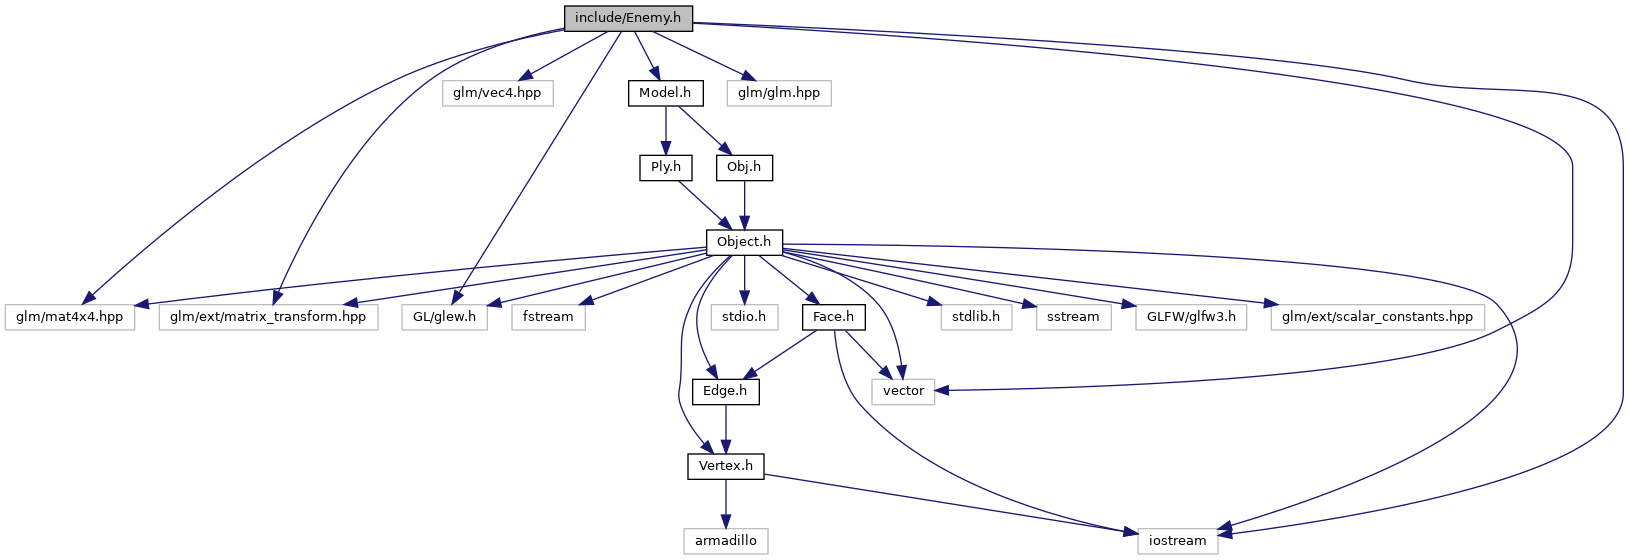 include/Enemy.h
glm/vec4.hpp
Model.h
glm/glm.hpp
Ply.h
Obj.h
Object.h
glm/mat4x4.hpp
glm/ext/matrix_transform.hpp
GL/glew.h
fstream
stdio.h
Face.h
stdlib.h
sstream
GLFW/glfw3.h
glm/ext/scalar_constants.hpp
Edge.h
vector
Vertex.h
armadillo
iostream